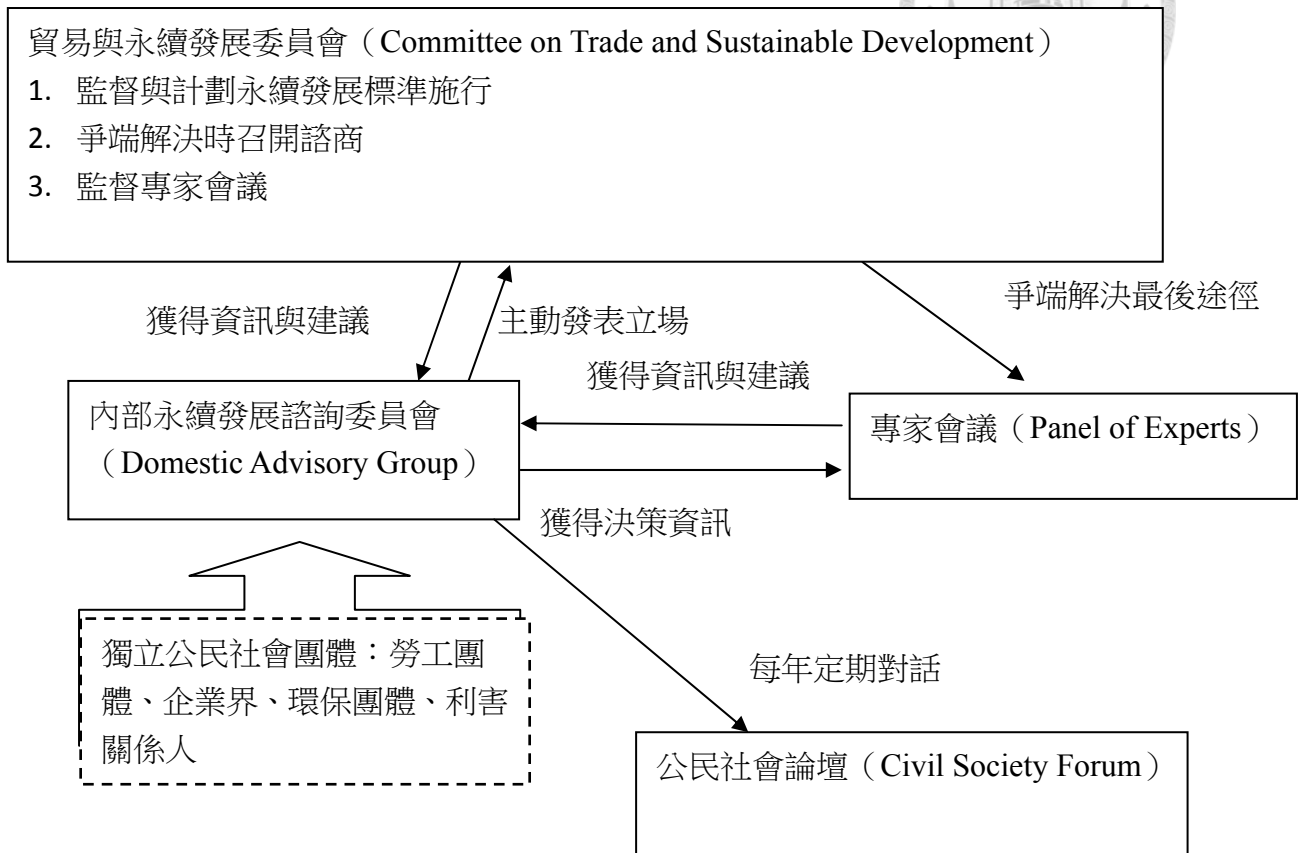 貿易與永續發展委員會（Committee on Trade and Sustainable Development）
1. 監督與計劃永續發展標準施行
2. 爭端解決時召開諮商
3. 監督專家會議
爭端解決最後途徑
獲得資訊與建議
主動發表立場
獲得資訊與建議
內部永續發展諮詢委員會
（Domestic Advisory Group）
專家會議（Panel of Experts）
獲得決策資訊
獨立公民社會團體：勞工團
體、企業界、環保團體、利害
關係人
每年定期對話
公民社會論壇（Civil Society Forum）